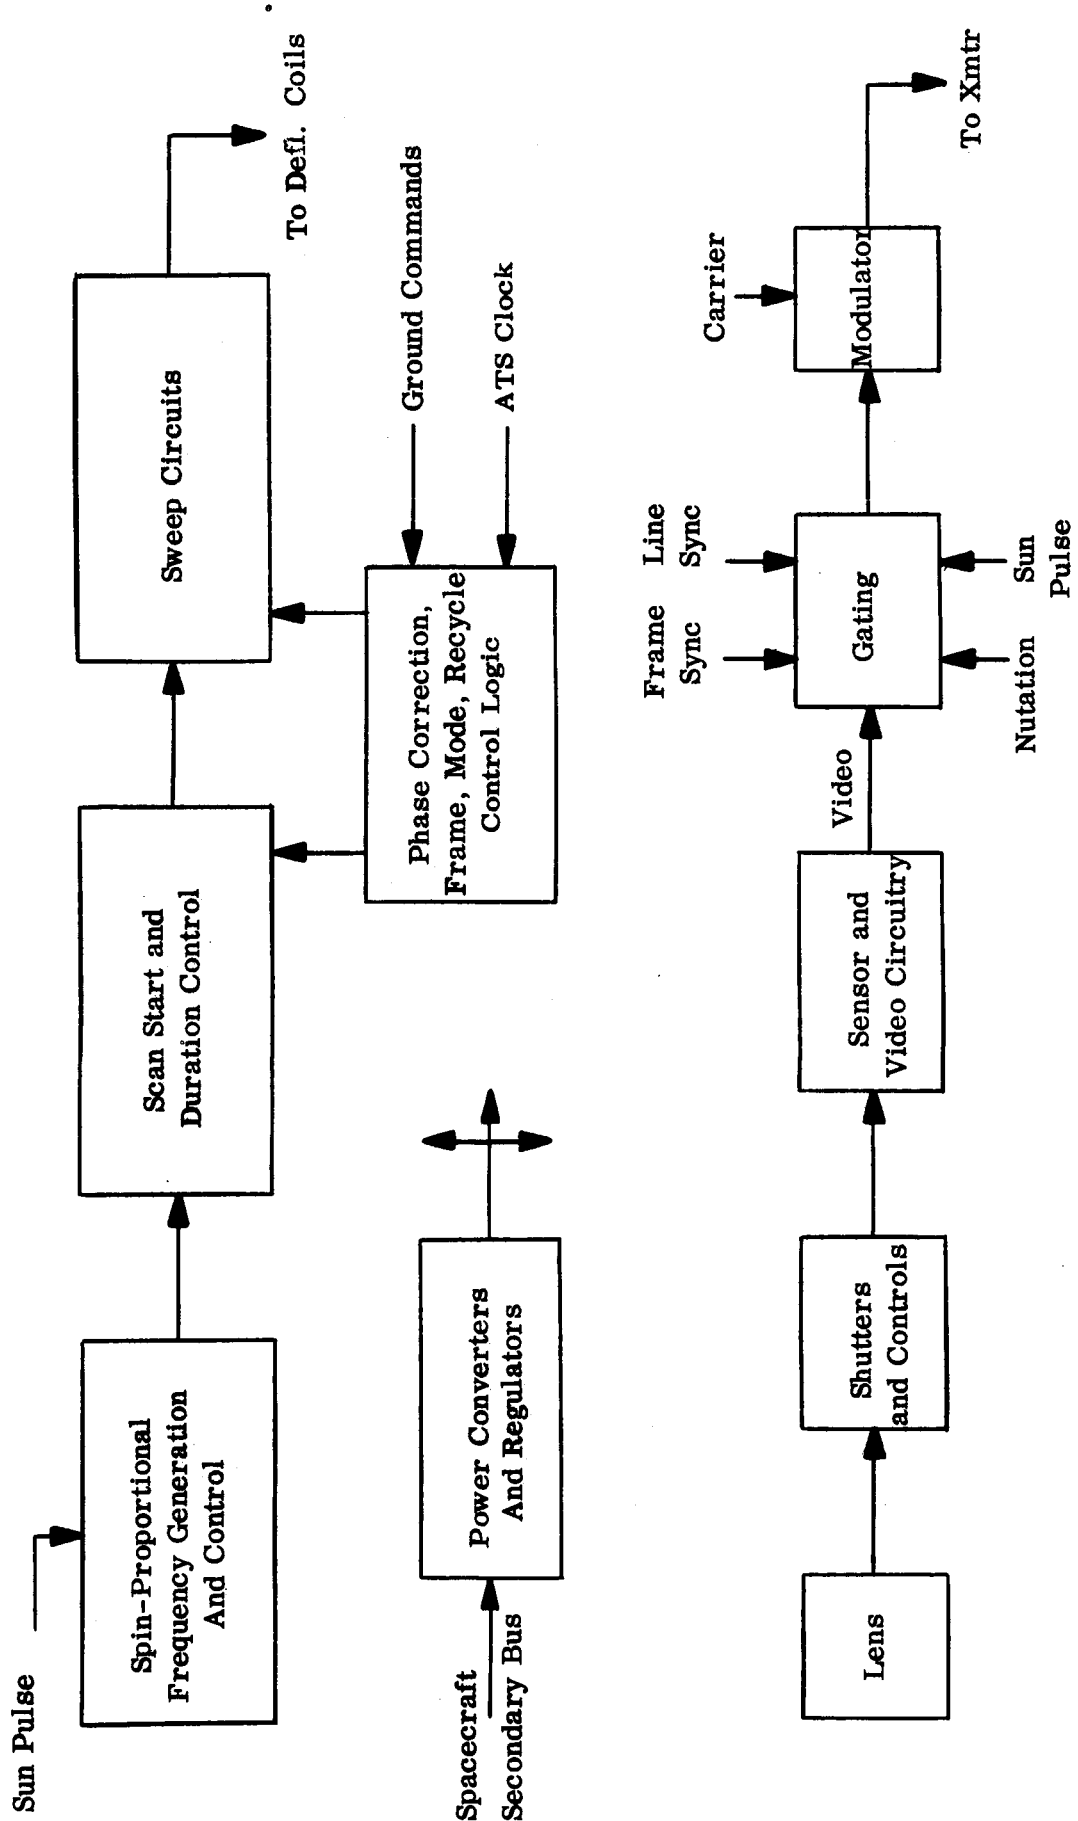 Sun Pulse
Spin-Proportional
Frequency Generation
And Control
Scan Start and
Duration Control
Sweep Circuits
To Defl. Coils
Spacecraft
Secondary Bus
Power Converters
And Regulators
Phase Correction,
Frame, Mode, Recycle
Control Logic
Ground Commands
ATS Clock
Lens
Shutters
and Controls
Sensor and
Video Circuitry
Video
Frame
Sync
Line
Sync
Gating
Nutation
Sun
Pulse
Carrier
Modulator
To Xmtr